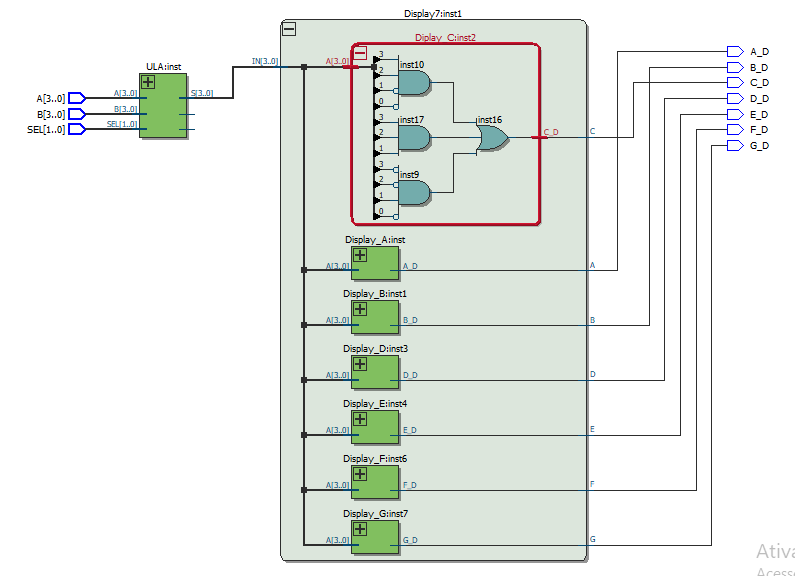 Display7:inst1
Diplay_C:inst2
ULA:inst
IN[3..0]
A[3..0]
3
2
1
0
inst10
A[3..0]
A[3..0]
S[3..0]
B[3..0]
B[3..0]
SEL[1..0]
SEL[1..0]
3
2
1
inst17
inst16
C_D
C
3
2
1
0
inst9
A_D
B_D
C_D
D_D
E_D
F_D
G_D
Display_A:inst
A[3..0]
A_D
A
Display_B:inst1
A[3..0]
B_D
B
Display_D:inst3
A[3..0]
D_D
D
Display_E:inst4
A[3..0]
E_D
E
Display_F:inst6
A[3..0]
F_D
F
Display_G:inst7
A[3..0]
G_D
G
Ativa
Acess